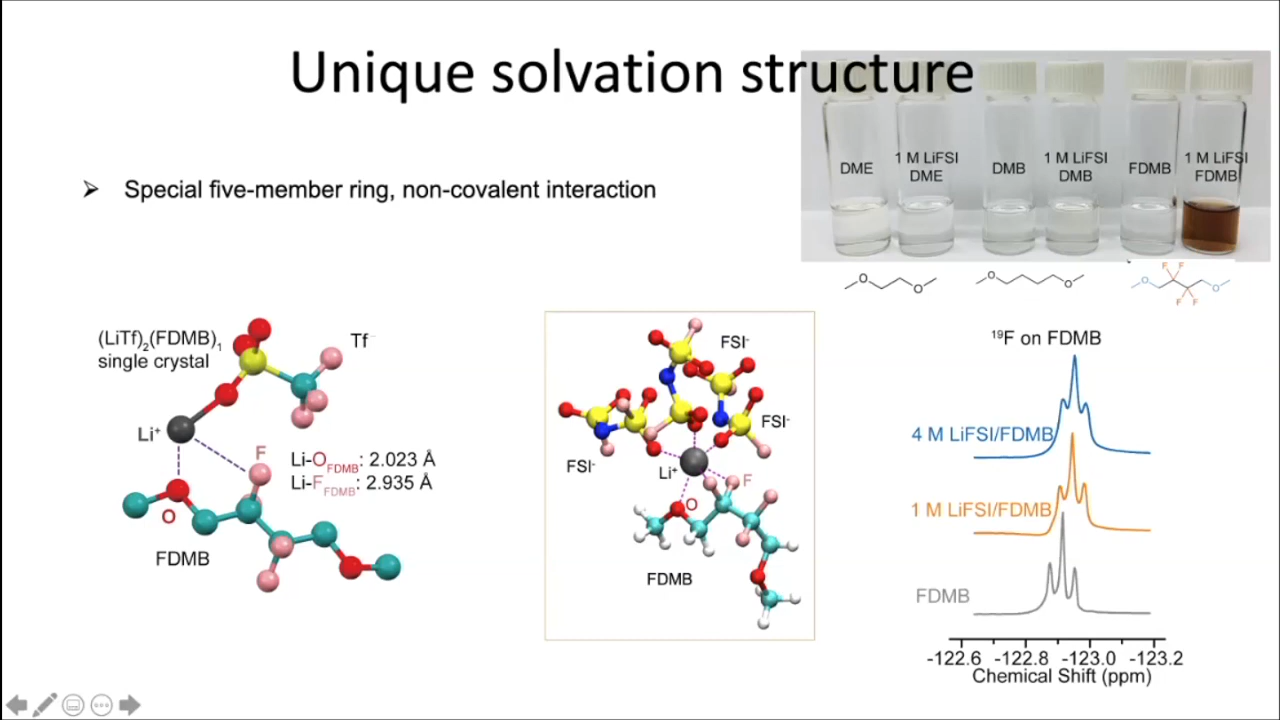 Unique solvation structure
➢ Special five-member ring, non-covalent interaction
DME
1 M LiFSI
DME
DMB
1 M LiFSI
DMB
FDMB
1 M LiFSI
FDMB
O
O
O
O
F F
O
O
F F
(LiTf)₂(FDMB)₁
single crystal
Tf⁻
Li⁺
F
Li-O_FDMB: 2.023 Å
Li-F_FDMB: 2.935 Å
O
FDMB
FSI⁻
FSI⁻
FSI⁻
Li⁺
F
O
FDMB
¹⁹F on FDMB
4 M LiFSI/FDMB
1 M LiFSI/FDMB
FDMB
-122.6 -122.8 -123.0 -123.2
Chemical Shift (ppm)